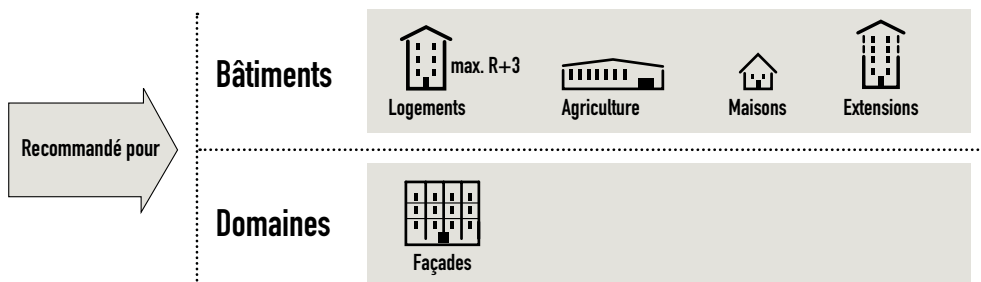 Recommandé pour
Bâtiments
max. R+3
Logements
Agriculture
Maisons
Extensions
Domaines
Façades